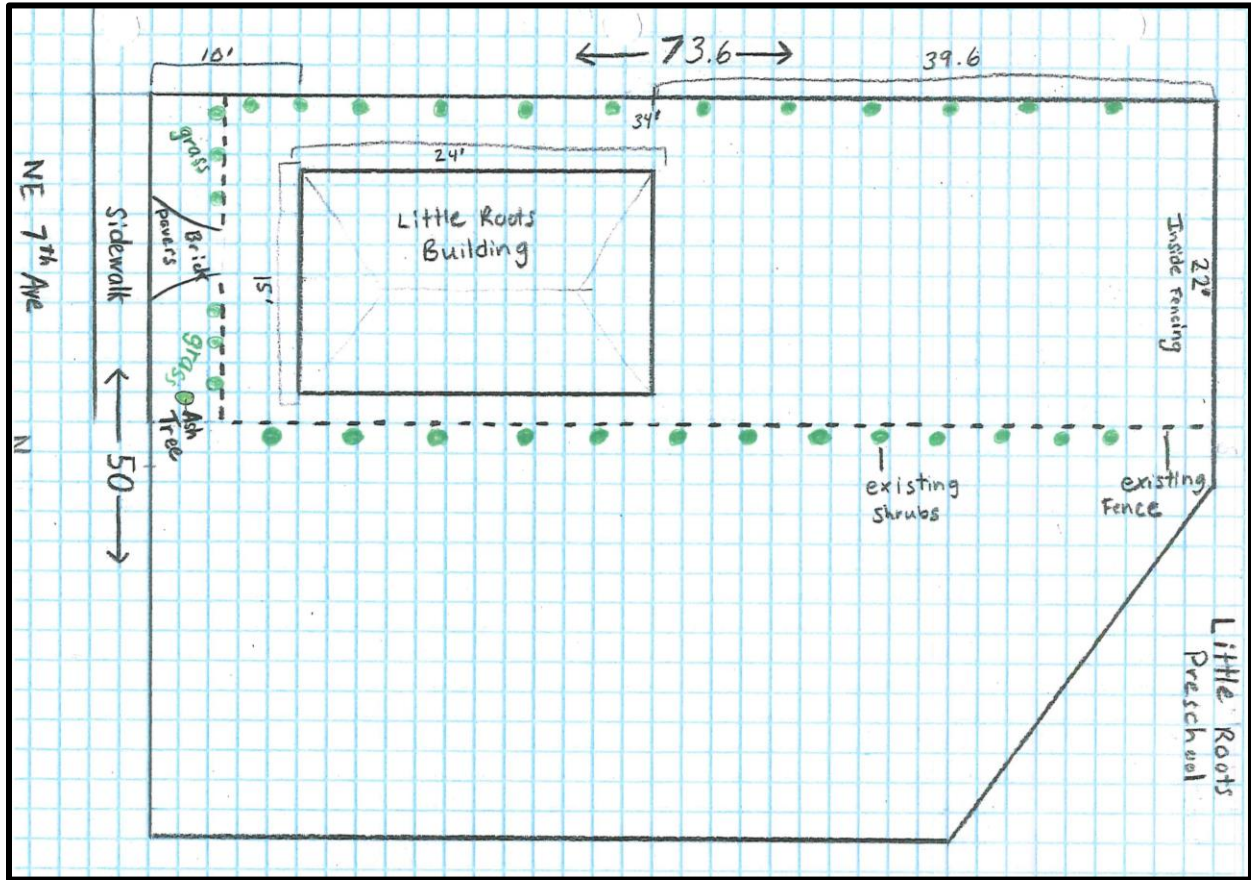 10'
← 73.6 →
39.6
34'
24'
grass
Little Roots
Building
Brick
pavers
15'
NE 7th Ave
Sidewalk
22'
Inside Fencing
grass
Ash
Tree
← 50 →
N
existing
shrubs
existing
Fence
Little Roots
Preschool